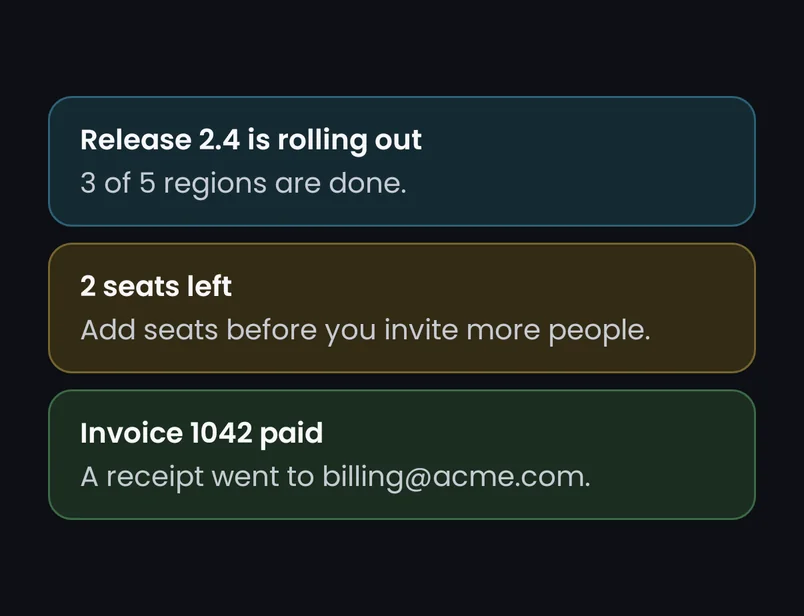 Release 2.4 is rolling out
3 of 5 regions are done.
2 seats left
Add seats before you invite more people.
Invoice 1042 paid
A receipt went to billing@acme.com.